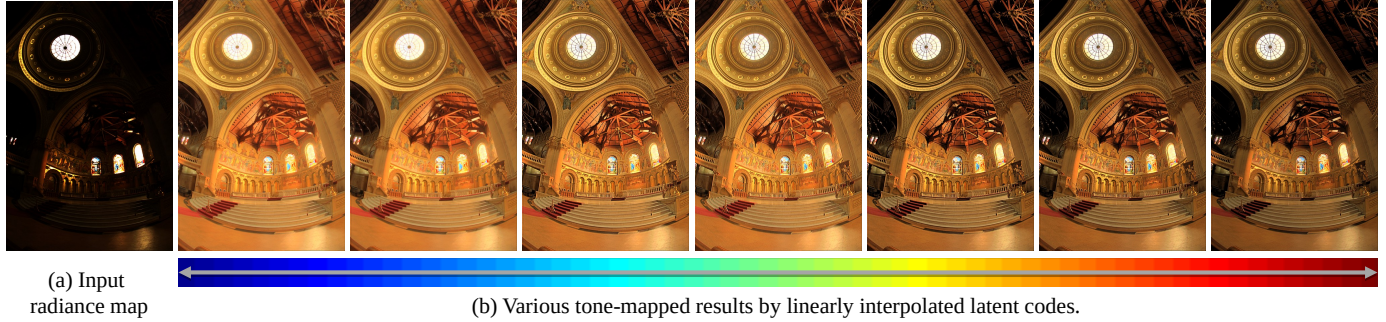 (a) Input
radiance map
(b) Various tone-mapped results by linearly interpolated latent codes.